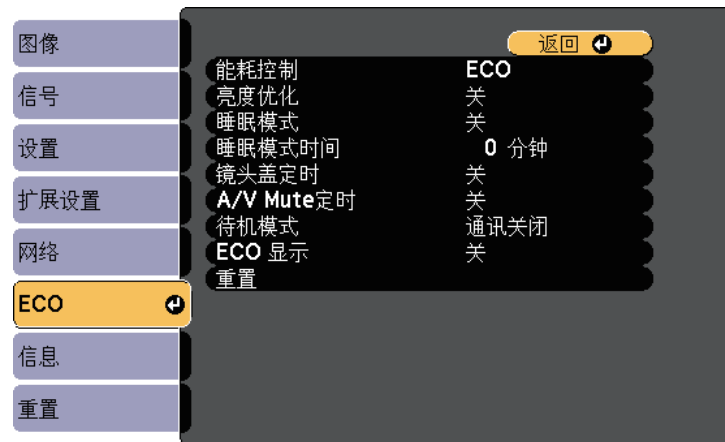 图像
信号
设置
扩展设置
网络
ECO
信息
重置
返回
能耗控制 ECO
亮度优化 关
睡眠模式 关
睡眠模式时间 0 分钟
镜头盖定时 关
A/V Mute定时 关
待机模式 通讯关闭
ECO 显示 关
重置